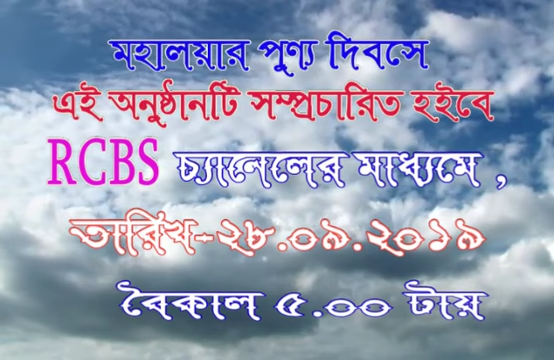 মহালয়ার পুণ্য দিবসে
এই অনুষ্ঠানটি সম্প্রচারিত হইবে
RCBS চ্যানেলের মাধ্যমে ,
তারিখ-২৮.০৯.২০১৯
বৈকাল ৫.০০ টায়